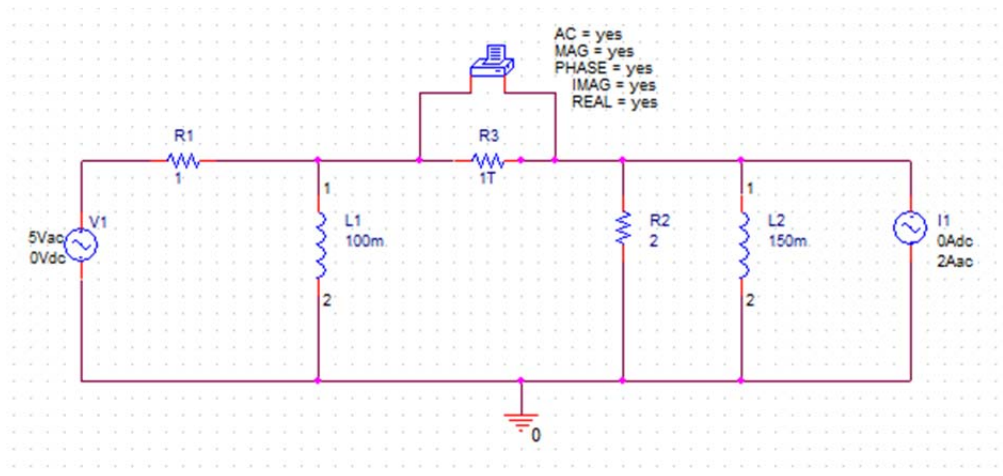 AC = yes
MAG = yes
PHASE = yes
IMAG = yes
REAL = yes
R1
1
R3
1T
V1
5Vac
0Vdc
1
L1
100m
2
R2
2
1
L2
150m
2
I1
0Adc
2Aac
0